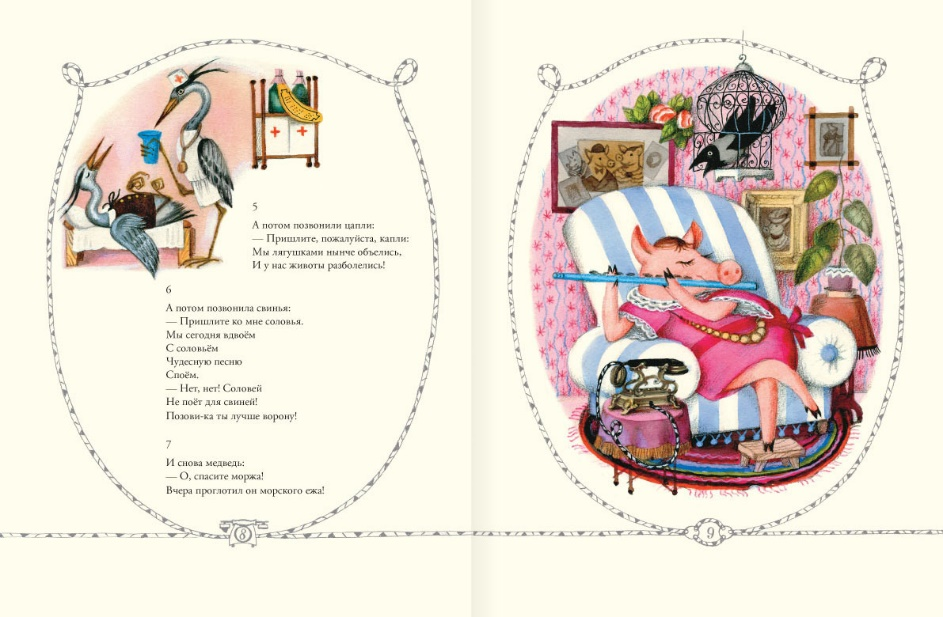 5
А потом позвонили цапли:
— Пришлите, пожалуйста, капли:
Мы лягушками нынче объелись,
И у нас животы разболелись!
6
А потом позвонила свинья:
— Пришлите ко мне соловья.
Мы сегодня вдвоём
С соловьём
Чудесную песню
Споём.
— Нет, нет! Соловей
Не поёт для свиней!
Позови-ка ты лучше ворону!
7
И снова медведь:
— О, спасите моржа!
Вчера проглотил он морского ежа!
8
9